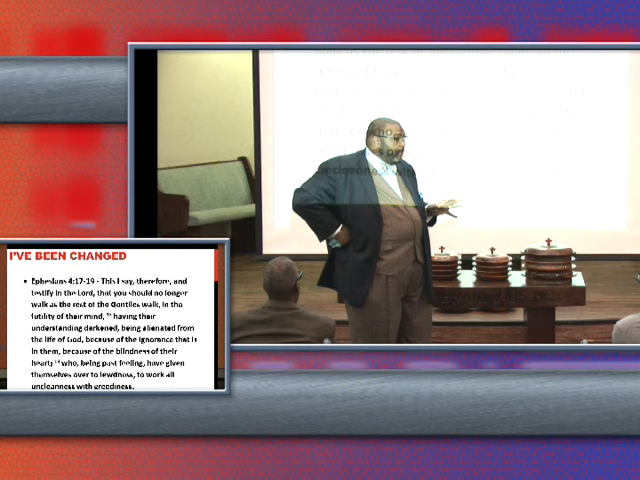 I'VE BEEN CHANGED
• Ephesians 4:17-19 - This I say, therefore, and
testify in the Lord, that you should no longer
walk as the rest of the Gentiles walk, in the
futility of their mind, 18 having their
understanding darkened, being alienated from
the life of God, because of the ignorance that is
in them, because of the blindness of their
heart; 19 who, being past feeling, have given
themselves over to lewdness, to work all
uncleanness with greediness.
who
uncleanne